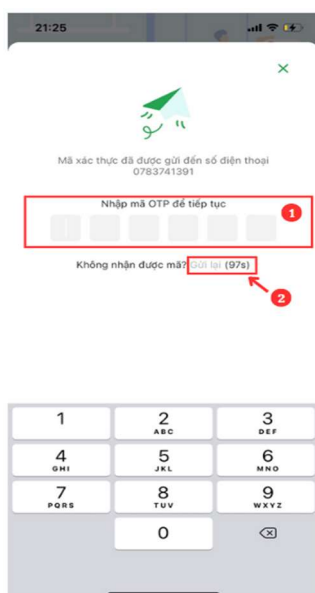 21:25
Mã xác thực đã được gửi đến số điện thoại
0783741391
Nhập mã OTP để tiếp tục
1
Không nhận được mã? Gửi lại (97s)
2
1
2
ABC
3
DEF
4
GHI
5
JKL
6
MNO
7
PQRS
8
TUV
9
WXYZ
0